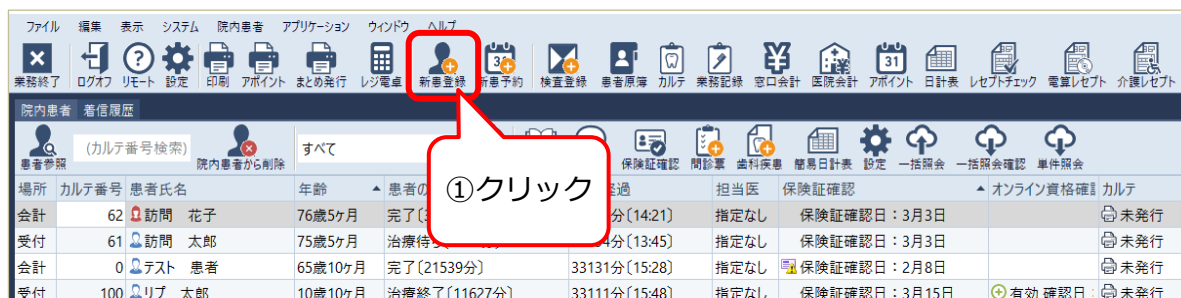 ファイル 編集 表示 システム 院内患者 アプリケーション ウィンドウ ヘルプ
業務終了 ログオフ リモート 設定 印刷 アポイント まとめ発行 レジ電卓 新患登録 新患予約 検査登録 患者原簿 カルテ 業務記録 窓口会計 医院会計 アポイント 日計表 レセプトチェック 電算レセプト 介護レセプト
院内患者 着信履歴
患者参照 (カルテ番号検索) 院内患者から削除 すべて 保険証確認 問診票 歯科疾患 簡易日計表 設定 一括照会 一括照会確認 単件照会
①クリック
場所 カルテ番号 患者氏名 年齢 患者の 経過 担当医 保険証確認 オンライン資格確認 カルテ
会計 62 訪問 花子 76歳5ヶ月 完了 分(14:21) 指定なし 保険証確認日:3月3日 未発行
受付 61 訪問 太郎 75歳5ヶ月 治療待ち 分(13:45) 指定なし 保険証確認日:3月3日 未発行
会計 0 テスト 患者 65歳10ヶ月 完了(21539分) 33131分(15:28) 指定なし 保険証確認日:2月8日 未発行
受付 100 リプ 太郎 10歳10ヶ月 治療終了(11627分) 33111分(15:48) 指定なし 保険証確認日:3月15日 有効 確認日: 未発行